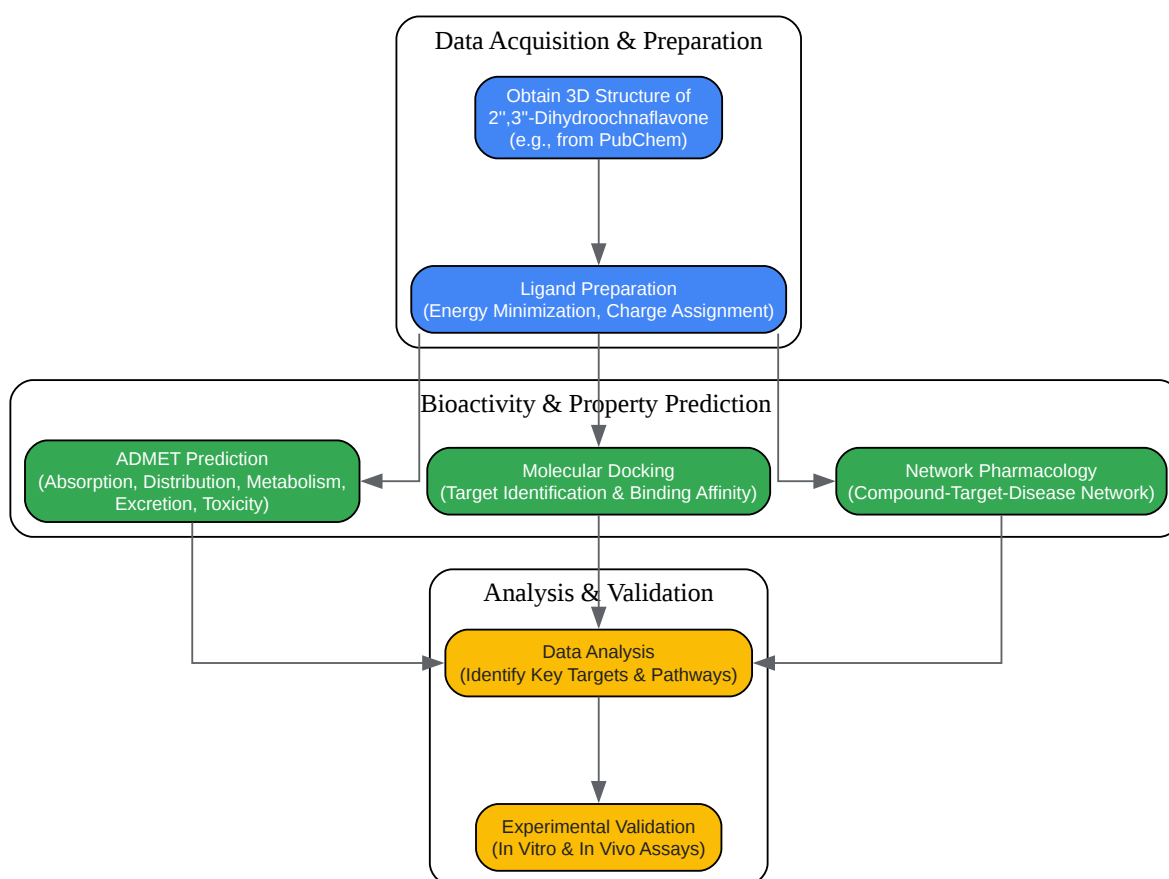 Data Acquisition & Preparation
Obtain 3D Structure of
2'',3''-Dihydroochnaflavone
(e.g., from PubChem)
Ligand Preparation
(Energy Minimization, Charge Assignment)
Bioactivity & Property Prediction
ADMET Prediction
(Absorption, Distribution, Metabolism,
Excretion, Toxicity)
Molecular Docking
(Target Identification & Binding Affinity)
Network Pharmacology
(Compound-Target-Disease Network)
Analysis & Validation
Data Analysis
(Identify Key Targets & Pathways)
Experimental Validation
(In Vitro & In Vivo Assays)